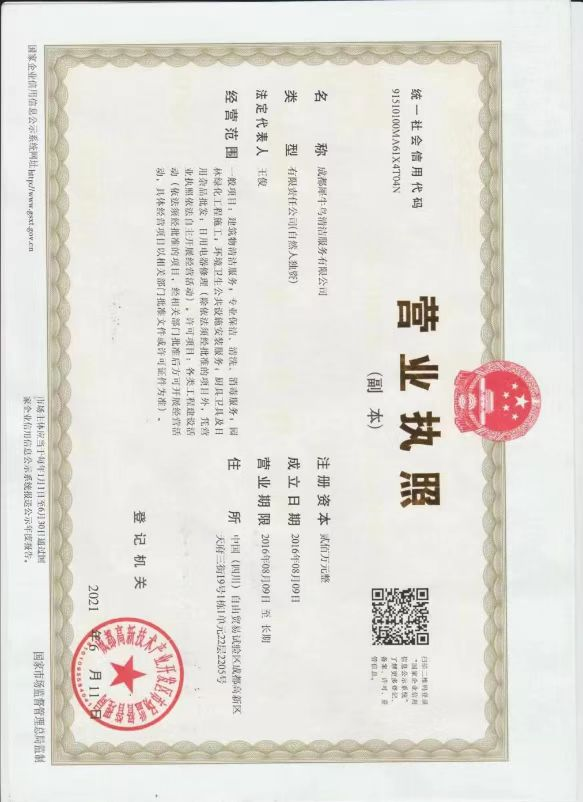 统一社会信用代码
91510100MA61X4T04N
营业执照
(副本)
扫描二维码登录
“国家企业信用
信息公示系统”
了解更多登记、
备案、许可、监
管信息。
名称 成都犀牛鸟清洁服务有限公司
类型 有限责任公司(自然人独资)
法定代表人 王俊
经营范围 一般项目：建筑物清洁服务；专业保洁、清洗、消毒服务；园
林绿化工程施工；环境卫生公共设施安装服务；厨具卫具及日
用杂品批发；日用电器修理（除依法须经批准的项目外，凭营
业执照依法自主开展经营活动）。许可项目：各类工程建设活
动（依法须经批准的项目，经相关部门批准后方可开展经营活
动，具体经营项目以相关部门批准文件或许可证件为准）。
注册资本 贰佰万元整
成立日期 2016年08月09日
营业期限 2016年08月09日 至 长期
住所 中国（四川）自由贸易试验区成都高新区
天府三街19号1栋1单元22层2205号
登记机关
2021 年 6 月 11 日
国家企业信用信息公示系统网址 http://www.gsxt.gov.cn
市场主体应当于每年1月1日至6月30日通过国
家企业信用信息公示系统报送公示年度报告。
国家市场监督管理总局监制